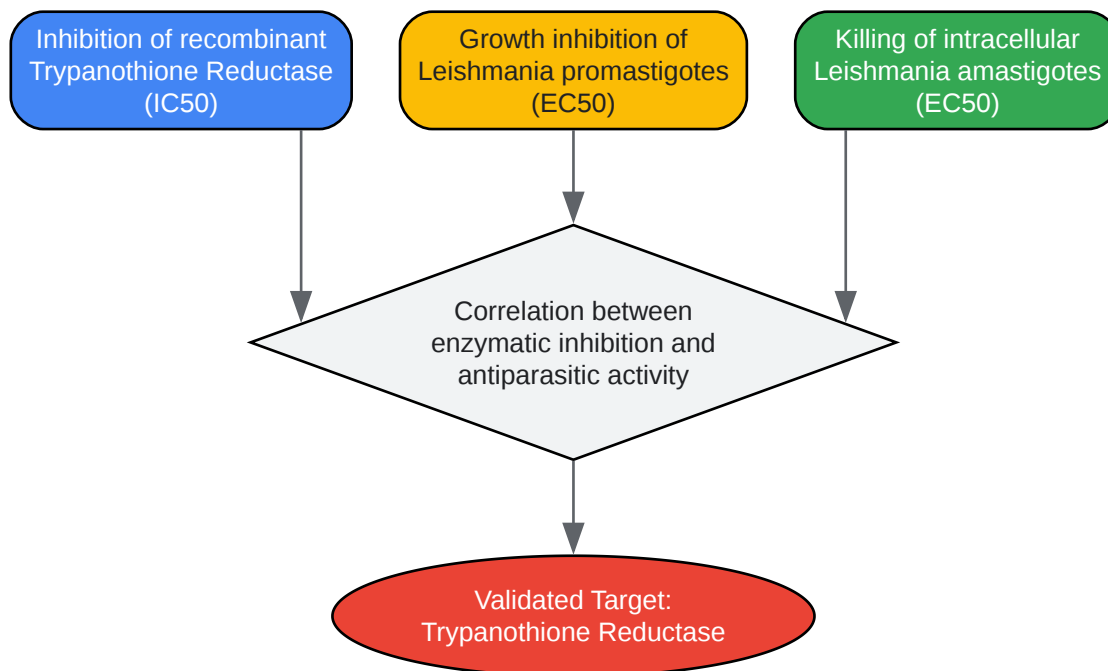 Inhibition of recombinant
Trypanothione Reductase
(IC50)
Growth inhibition of
Leishmania promastigotes
(EC50)
Killing of intracellular
Leishmania amastigotes
(EC50)
Correlation between
enzymatic inhibition and
antiparasitic activity
Validated Target:
Trypanothione Reductase